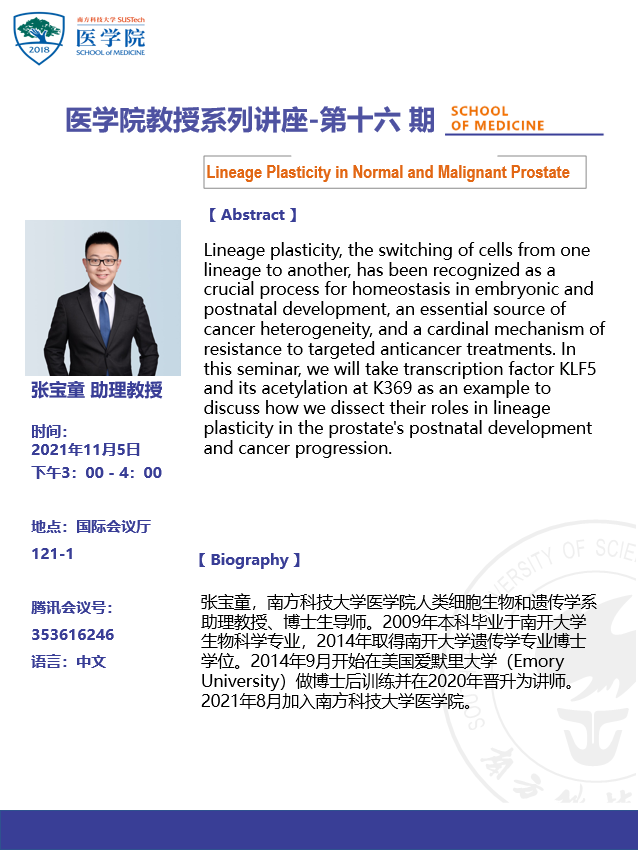 南方科技大学 SUSTech
医学院
SCHOOL of MEDICINE
2018
医学院教授系列讲座-第十六 期
SCHOOL
OF MEDICINE
Lineage Plasticity in Normal and Malignant Prostate
【 Abstract 】
Lineage plasticity, the switching of cells from one
lineage to another, has been recognized as a
crucial process for homeostasis in embryonic and
postnatal development, an essential source of
cancer heterogeneity, and a cardinal mechanism of
resistance to targeted anticancer treatments. In
this seminar, we will take transcription factor KLF5
and its acetylation at K369 as an example to
discuss how we dissect their roles in lineage
plasticity in the prostate's postnatal development
and cancer progression.
张宝童 助理教授
时间：
2021年11月5日
下午3：00 - 4：00
地点：国际会议厅
121-1
腾讯会议号：
353616246
语言：中文
【 Biography 】
张宝童，南方科技大学医学院人类细胞生物和遗传学系
助理教授、博士生导师。2009年本科毕业于南开大学
生物科学专业，2014年取得南开大学遗传学专业博士
学位。2014年9月开始在美国爱默里大学（Emory
University）做博士后训练并在2020年晋升为讲师。
2021年8月加入南方科技大学医学院。
ERSITY OF SCIE
南方科